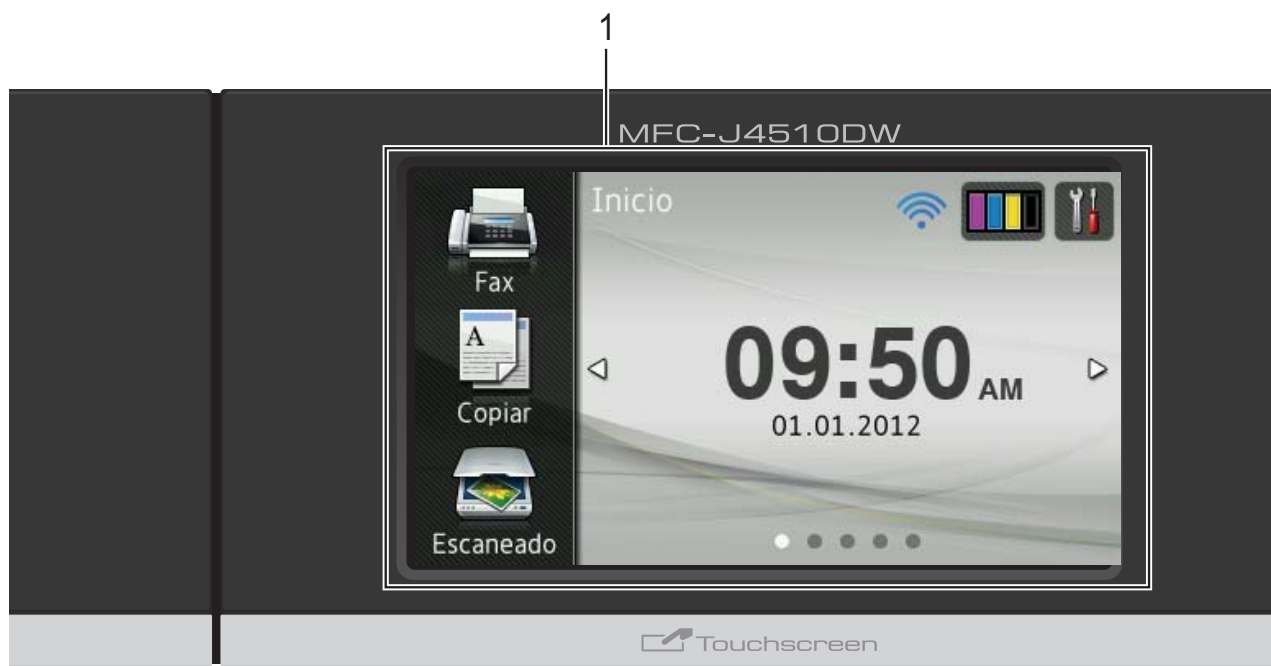 1
MFC-J4510DW
Inicio
Fax
A
Copiar
Escaneado
09:50 AM
01.01.2012
Touchscreen